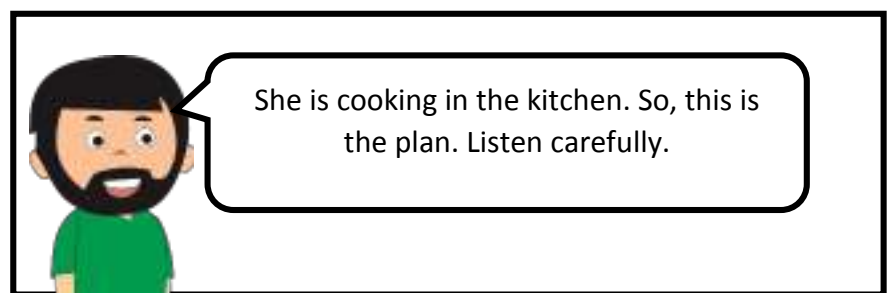 She is cooking in the kitchen. So, this is
the plan. Listen carefully.